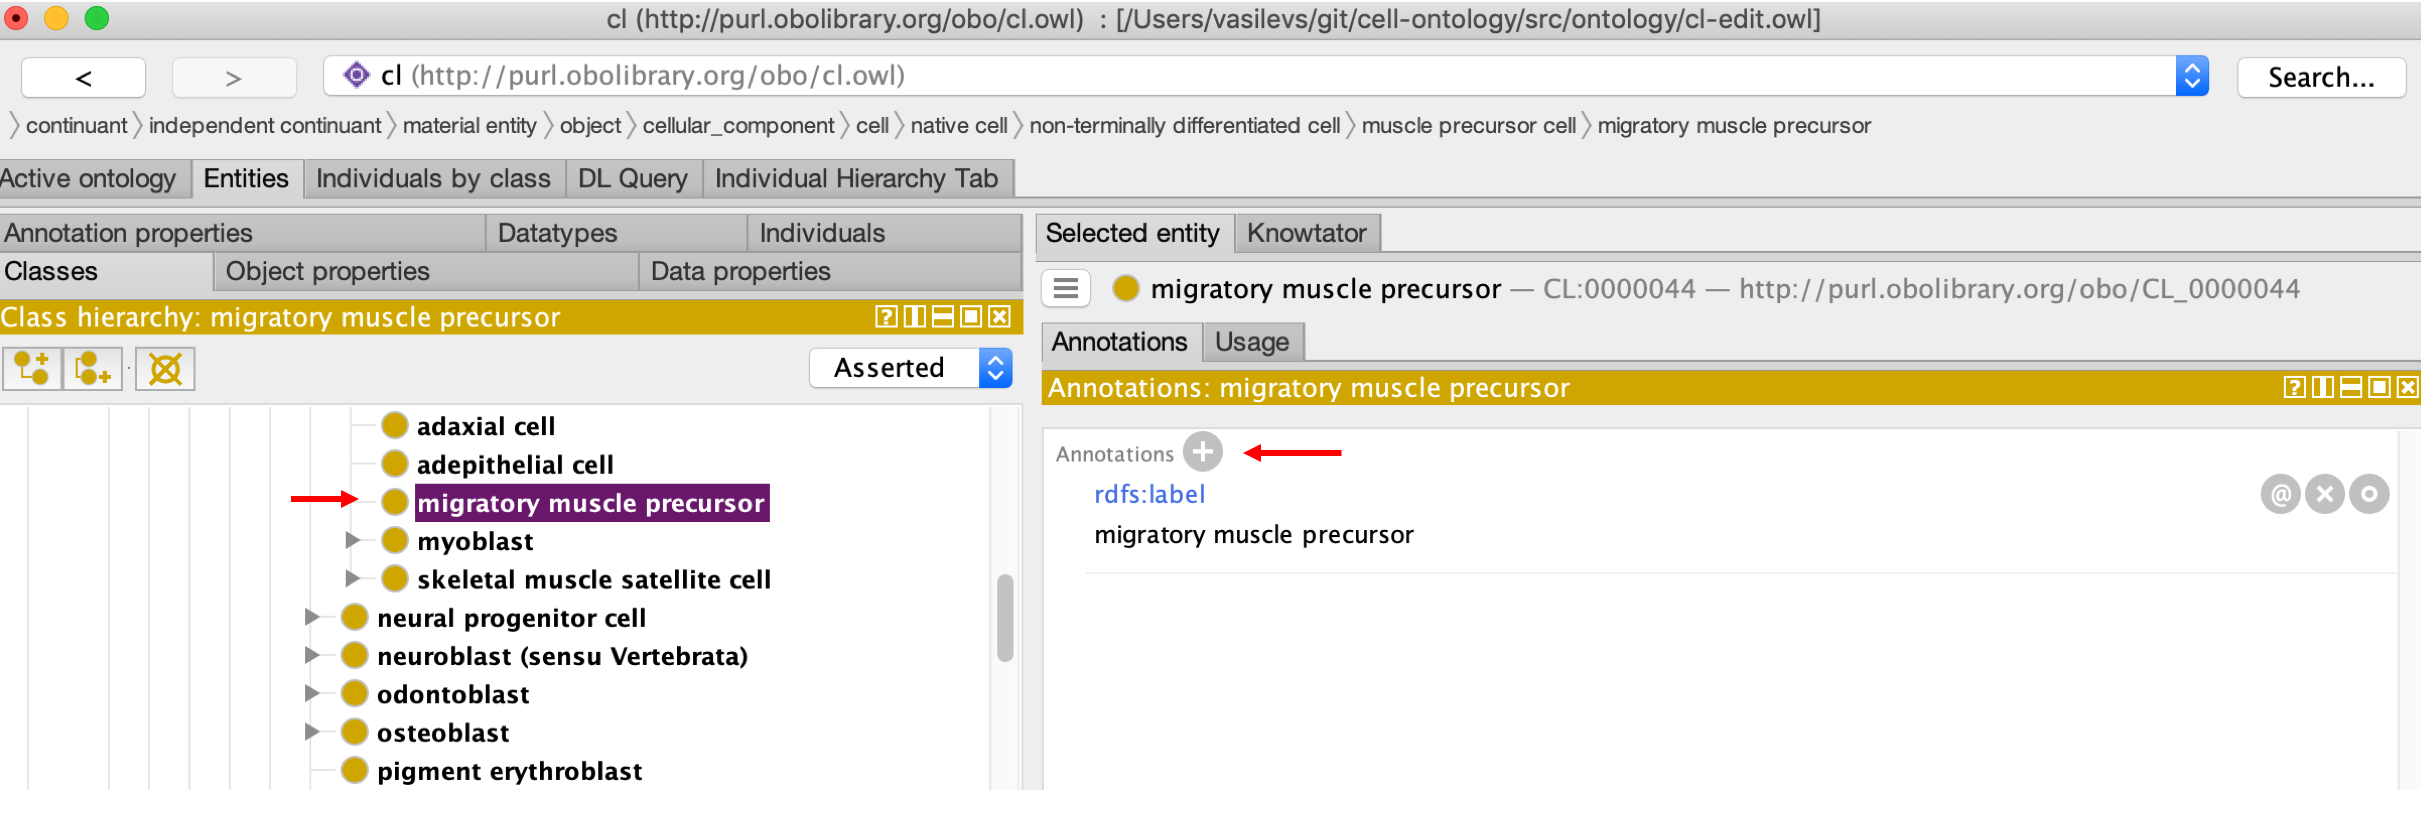 cl (http://purl.obolibrary.org/obo/cl.owl) : [/Users/vasilevs/git/cell-ontology/src/ontology/cl-edit.owl]
< > cl (http://purl.obolibrary.org/obo/cl.owl) Search...
continuant independent continuant material entity object cellular_component cell native cell non-terminally differentiated cell muscle precursor cell migratory muscle precursor
Active ontology Entities Individuals by class DL Query Individual Hierarchy Tab
Annotation properties Datatypes Individuals
Classes Object properties Data properties
Class hierarchy: migratory muscle precursor
Asserted
adaxial cell
adepithelial cell
migratory muscle precursor
myoblast
skeletal muscle satellite cell
neural progenitor cell
neuroblast (sensu Vertebrata)
odontoblast
osteoblast
pigment erythroblast
Selected entity Knowtator
migratory muscle precursor — CL:0000044 — http://purl.obolibrary.org/obo/CL_0000044
Annotations Usage
Annotations: migratory muscle precursor
Annotations
rdfs:label
migratory muscle precursor